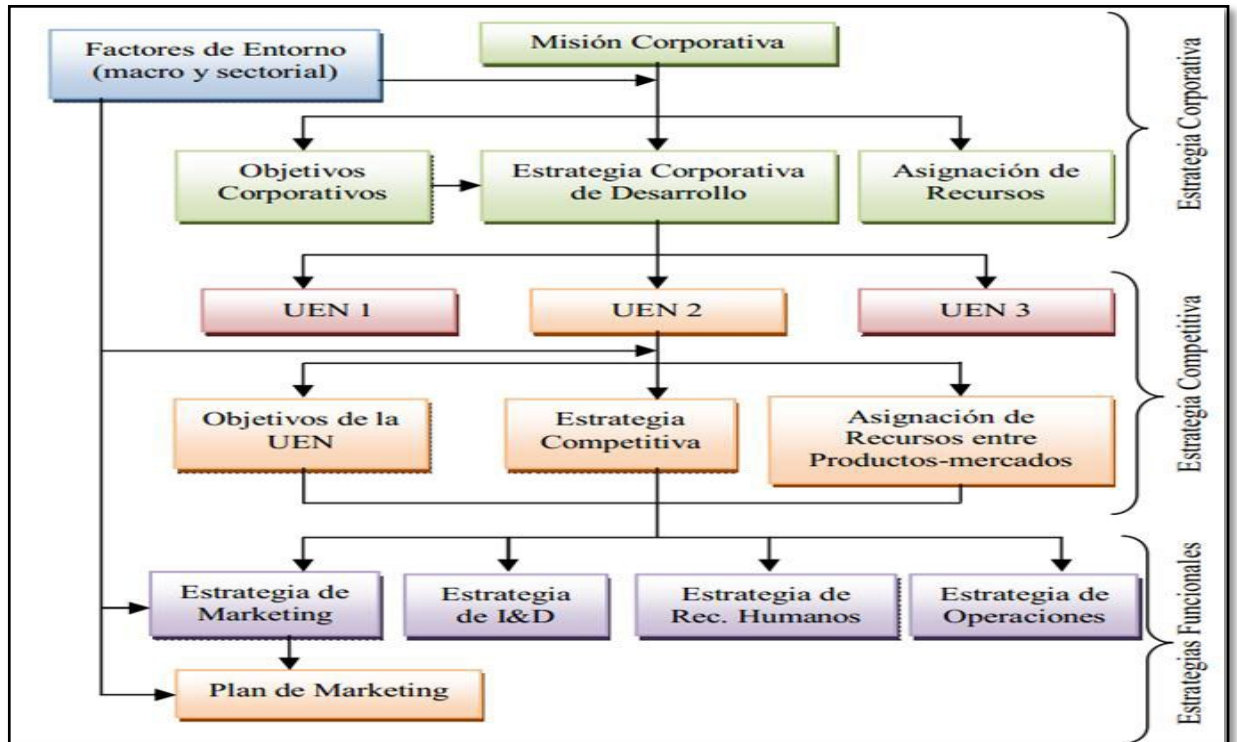 Factores de Entorno
(macro y sectorial)
Misión Corporativa
Objetivos
Corporativos
Estrategia Corporativa
de Desarrollo
Asignación de
Recursos
Estrategia Corporativa
UEN 1
UEN 2
UEN 3
Objetivos de la
UEN
Estrategia
Competitiva
Asignación de
Recursos entre
Productos-mercados
Estrategia Competitiva
Estrategia de
Marketing
Estrategia
de I&D
Estrategia de
Rec. Humanos
Estrategia de
Operaciones
Plan de Marketing
Estrategias Funcionales